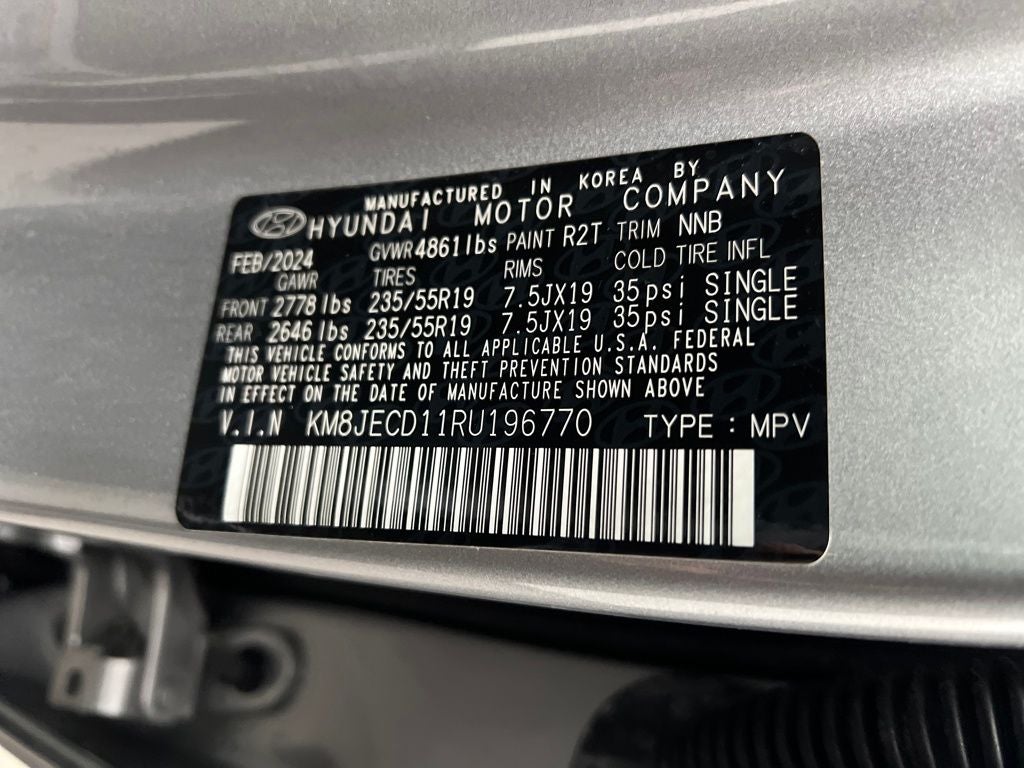 MANUFACTURED IN KOREA BY
HYUNDAI MOTOR COMPANY
FEB/2024 GVWR 4861lbs PAINT R2T TRIM NNB
GAWR TIRES RIMS COLD TIRE INFL
FRONT 2778lbs 235/55R19 7.5JX19 35psi SINGLE
REAR 2646lbs 235/55R19 7.5JX19 35psi SINGLE
THIS VEHICLE CONFORMS TO ALL APPLICABLE U.S.A. FEDERAL
MOTOR VEHICLE SAFETY AND THEFT PREVENTION STANDARDS
IN EFFECT ON THE DATE OF MANUFACTURE SHOWN ABOVE
V.I.N KM8JECD11RU196770 TYPE : MPV